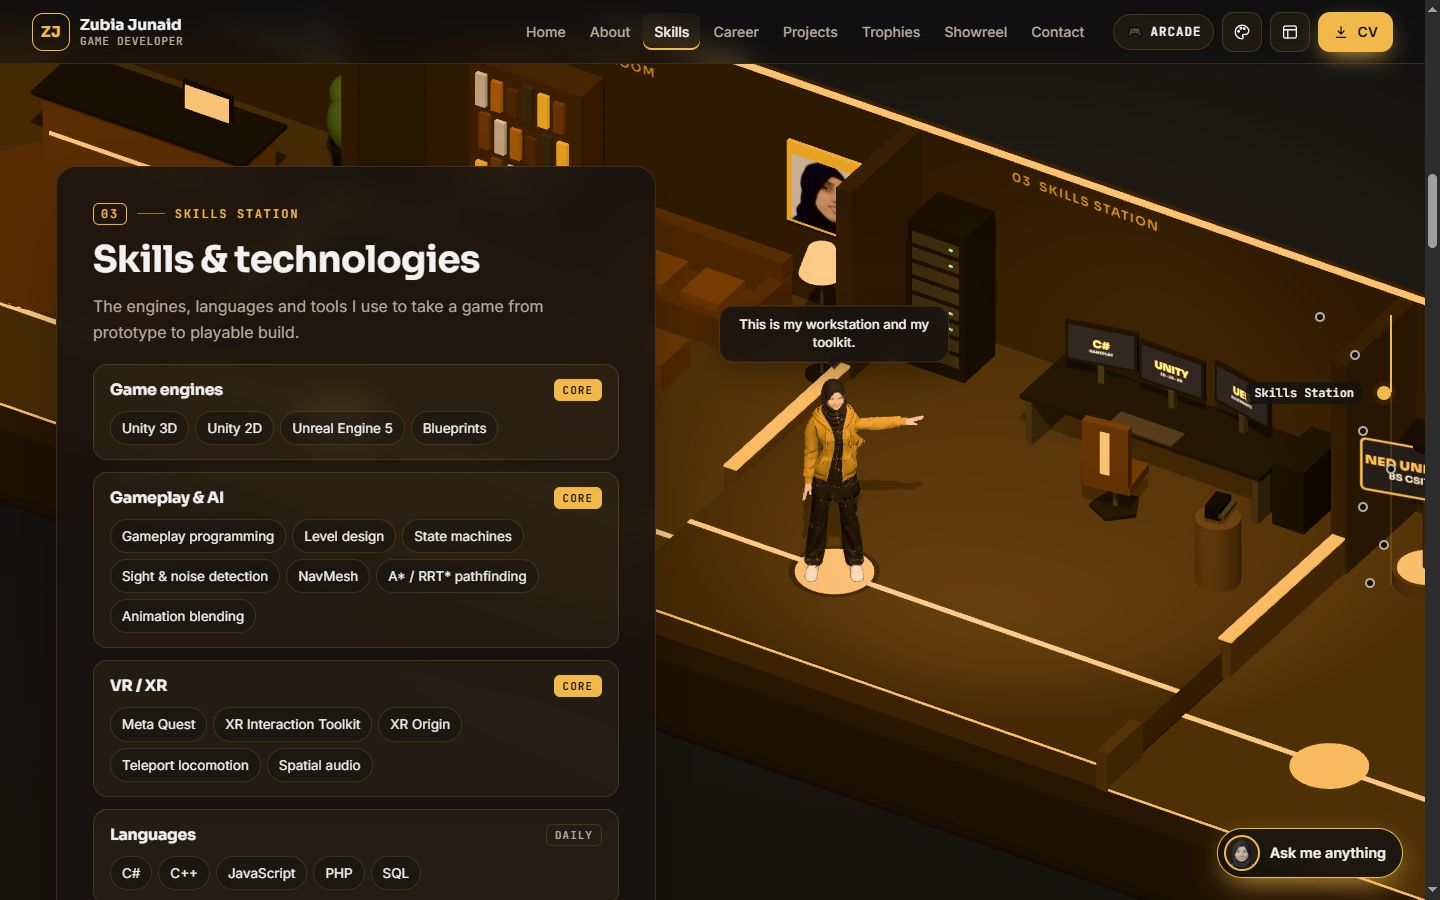 ZJ
Zubia Junaid
GAME DEVELOPER
Home
About
Skills
Career
Projects
Trophies
Showreel
Contact
ARCADE
CV
03 SKILLS STATION
03
SKILLS STATION
Skills & technologies
The engines, languages and tools I use to take a game from
prototype to playable build.
Game engines
CORE
Unity 3D
Unity 2D
Unreal Engine 5
Blueprints
Gameplay & AI
CORE
Gameplay programming
Level design
State machines
Sight & noise detection
NavMesh
A* / RRT* pathfinding
Animation blending
VR / XR
CORE
Meta Quest
XR Interaction Toolkit
XR Origin
Teleport locomotion
Spatial audio
Languages
DAILY
C#
C++
JavaScript
PHP
SQL
This is my workstation and my
toolkit.
C#
GAMEPLAY
UNITY
Skills Station
NED UN
BS CSI
Ask me anything